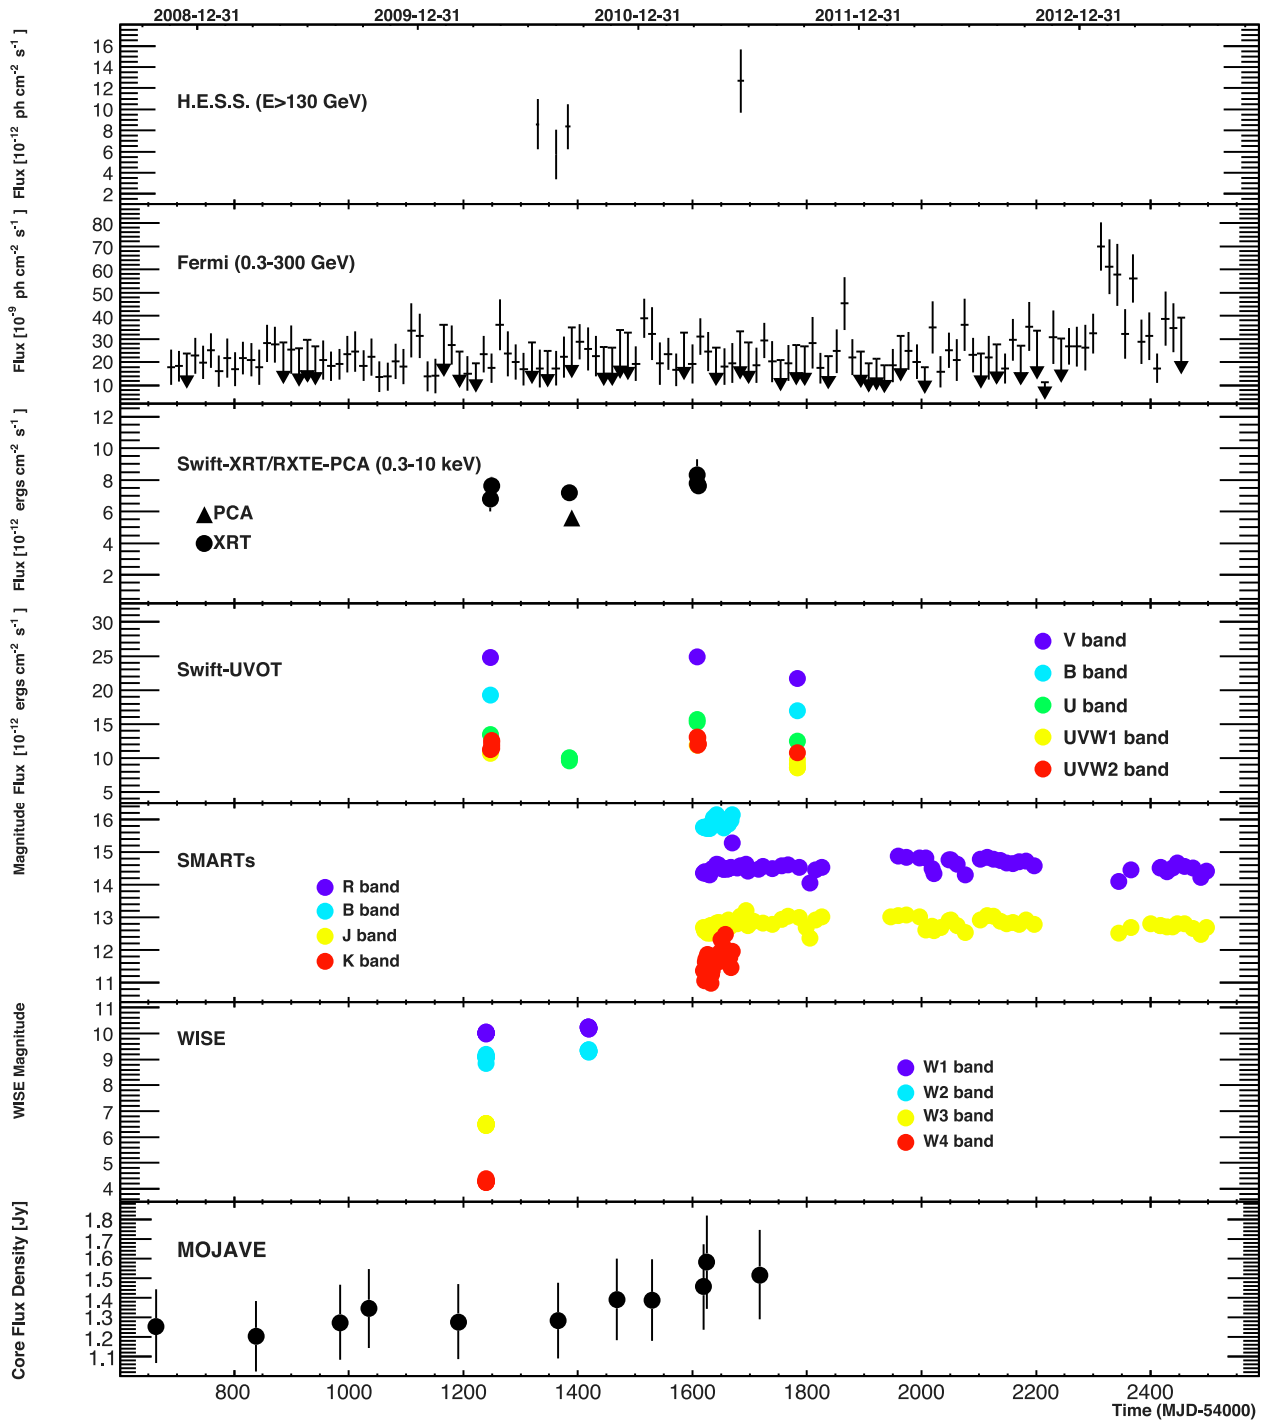 2008-12-31 2009-12-31 2010-12-31 2011-12-31 2012-12-31
Flux [10⁻¹² ph cm⁻² s⁻¹ ]
16
14
12
10
8
6
4
2
H.E.S.S. (E>130 GeV)
Flux [10⁻⁹ ph cm⁻² s⁻¹ ]
80
70
60
50
40
30
20
10
Fermi (0.3-300 GeV)
Flux [10⁻¹² ergs cm⁻² s⁻¹ ]
12
10
8
6
4
2
Swift-XRT/RXTE-PCA (0.3-10 keV)
PCA
XRT
Flux [10⁻¹² ergs cm⁻² s⁻¹ ]
30
25
20
15
10
5
Swift-UVOT
V band
B band
U band
UVW1 band
UVW2 band
Magnitude
16
15
14
13
12
11
SMARTs
R band
B band
J band
K band
WISE Magnitude
11
10
9
8
7
6
5
4
WISE
W1 band
W2 band
W3 band
W4 band
Core Flux Density [Jy]
1.8
1.7
1.6
1.5
1.4
1.3
1.2
1.1
MOJAVE
800 1000 1200 1400 1600 1800 2000 2200 2400
Time (MJD-54000)